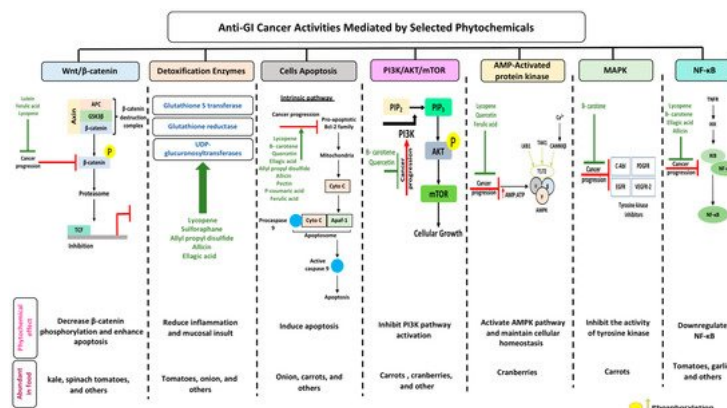 Anti-GI Cancer Activities Mediated by Selected Phytochemicals
Wnt/β-catenin
Detoxification Enzymes
Cells Apoptosis
PI3K/AKT/mTOR
AMP-Activated
protein kinase
MAPK
NF-κB
Lutein
Ferulic acid
Lycopene
Axin
APC
GSK3β
β-catenin
β-catenin
destruction
complex
Cancer
progression
β-catenin
P
Proteasome
TCF
Inhibition
Glutathione S transferase
Glutathione reductase
UDP-
glucuronosyltransferases
Lycopene
Sulforaphane
Allyl propyl disulfide
Allicin
Ellagic acid
Intrinsic pathway
Cancer progression
Pro-apoptotic
Bcl-2 family
Lycopene
B- carotene
Quercetin
Ellagic acid
Allyl propyl disulfide
Allicin
Pectin
P-coumaric acid
Ferulic acid
Mitochondria
Cyto C
Procaspase
9
Cyto C
Apaf-1
Apoptosome
Active
caspase 9
Apoptosis
PIP2
PIP3
PI3K
P
B- carotene
Quercetin
Cancer
progression
AKT
mTOR
Cellular Growth
Lycopene
Quercetin
Ferulic acid
Cancer
progression
AMP:ATP
AMPK
B- carotene
Cancer
progression
C-kit
PDGFR
EGFR
VEGFR-2
Tyrosine-kinase
inhibitors
TNFR
Lycopene
B- carotene
Ellagic acid
Allicin
Cancer
progression
NF-κB
Phytochemical
effect
Decrease β-catenin
phosphorylation and enhance
apoptosis
Reduce inflammation
and mucosal insult
Induce apoptosis
Inhibit PI3K pathway
activation
Activate AMPK pathway
and maintain cellular
homeostasis
Inhibit the activity
of tyrosine kinase
Downregulate
NF-κB
Abundant
in food
kale, spinach tomatoes,
and others
Tomatoes, onion, and
others
Onion, carrots, and
others
Carrots , cranberries,
and other
Cranberries
Carrots
Tomatoes, garlic
and others